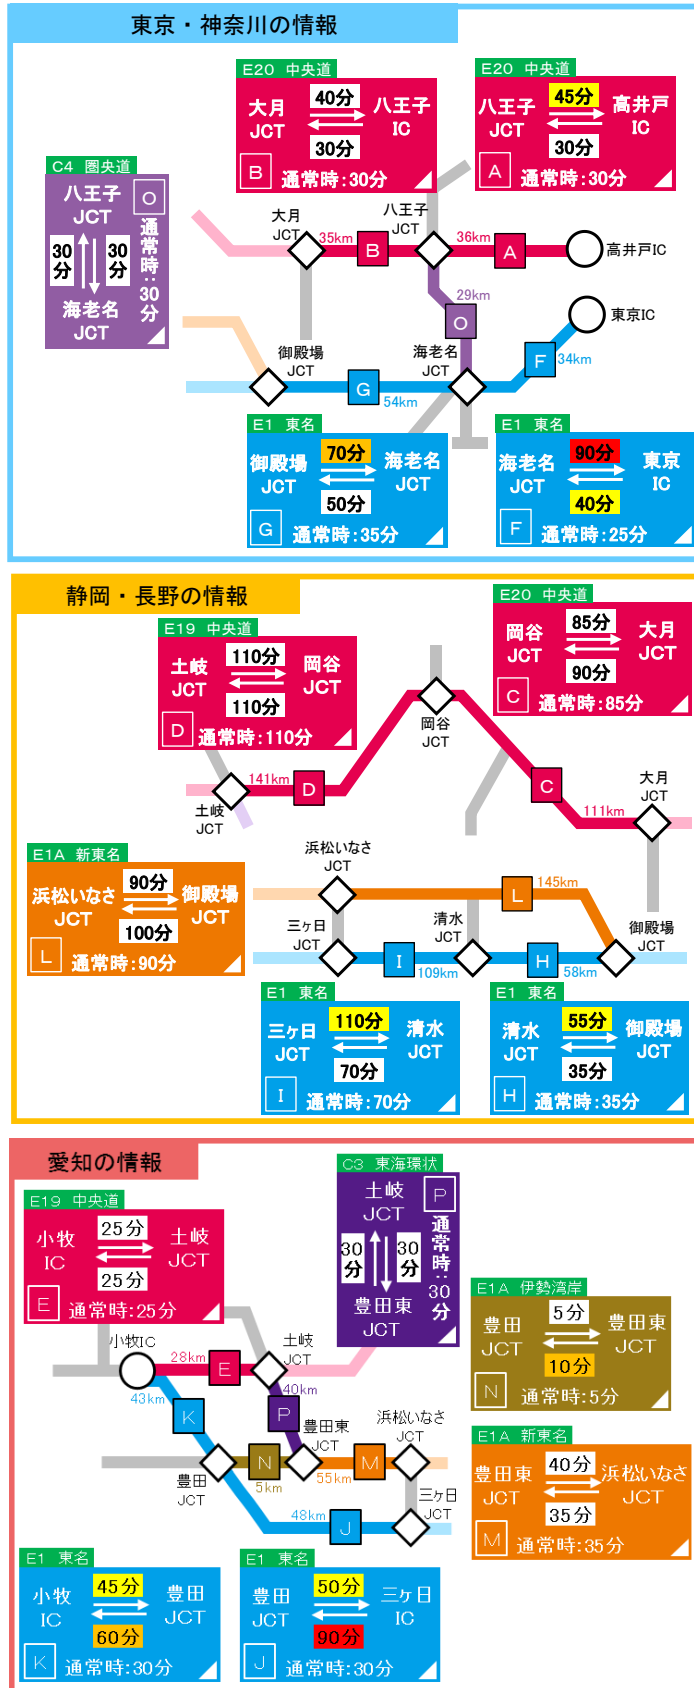 東京・神奈川の情報
E20 中央道
大月
JCT
40分
30分
八王子
IC
B
通常時:30分
E20 中央道
八王子
JCT
45分
30分
高井戸
IC
A
通常時:30分
C4 圏央道
八王子
JCT
O
通常時:30分
30分
30分
海老名
JCT
大月
JCT
八王子
JCT
35km
B
36km
A
高井戸IC
29km
O
東京IC
御殿場
JCT
海老名
JCT
F
34km
G
54km
E1 東名
御殿場
JCT
70分
50分
海老名
JCT
G
通常時:35分
E1 東名
海老名
JCT
90分
40分
東京
IC
F
通常時:25分
静岡・長野の情報
E20 中央道
岡谷
JCT
85分
90分
大月
JCT
C
通常時:85分
E19 中央道
土岐
JCT
110分
110分
岡谷
JCT
D
通常時:110分
岡谷
JCT
141km
D
土岐
JCT
C
111km
大月
JCT
E1A 新東名
浜松いなさ
JCT
90分
100分
御殿場
JCT
L
通常時:90分
浜松いなさ
JCT
L
145km
三ヶ日
JCT
清水
JCT
御殿場
JCT
I
109km
H
58km
E1 東名
三ヶ日
JCT
110分
70分
清水
JCT
I
通常時:70分
E1 東名
清水
JCT
55分
35分
御殿場
JCT
H
通常時:35分
愛知の情報
E19 中央道
小牧
IC
25分
25分
土岐
JCT
E
通常時:25分
C3 東海環状
土岐
JCT
P
通常時:30分
30分
30分
豊田東
JCT
E1A 伊勢湾岸
豊田
JCT
5分
10分
豊田東
JCT
N
通常時:5分
小牧IC
土岐
JCT
28km
E
40km
43km
K
P
豊田東
JCT
浜松いなさ
JCT
N
5km
55km
M
豊田
JCT
三ヶ日
JCT
48km
J
E1A 新東名
豊田東
JCT
40分
35分
浜松いなさ
JCT
M
通常時:35分
E1 東名
小牧
IC
45分
60分
豊田
JCT
K
通常時:30分
E1 東名
豊田
JCT
50分
90分
三ヶ日
IC
J
通常時:30分